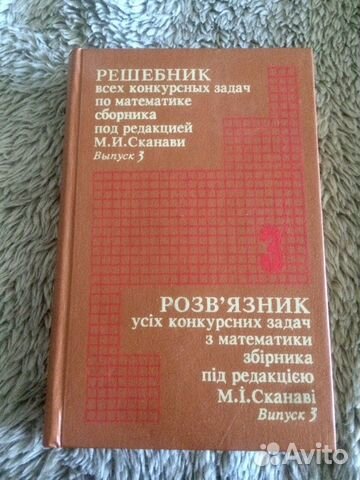 РЕШЕБНИК
всех конкурсных задач
по математике
сборника
под редакцией
М.И.Сканави
Выпуск 3
3
РОЗВ'ЯЗНИК
усіх конкурсних задач
з математики
збірника
під редакцією
М.І.Сканаві
Випуск 3
Avito